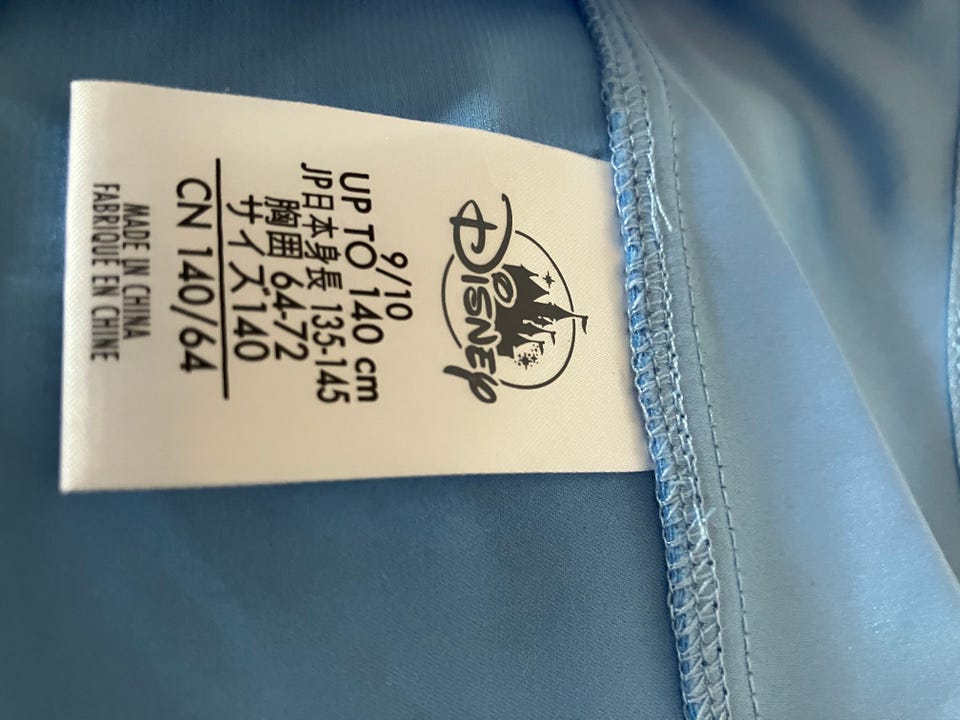 Disney
9/10
UP TO 140 cm
JP日本身長 135-145
胸囲 64-72
サイズ140
CN 140/64
MADE IN CHINA
FABRIQUE EN CHINE